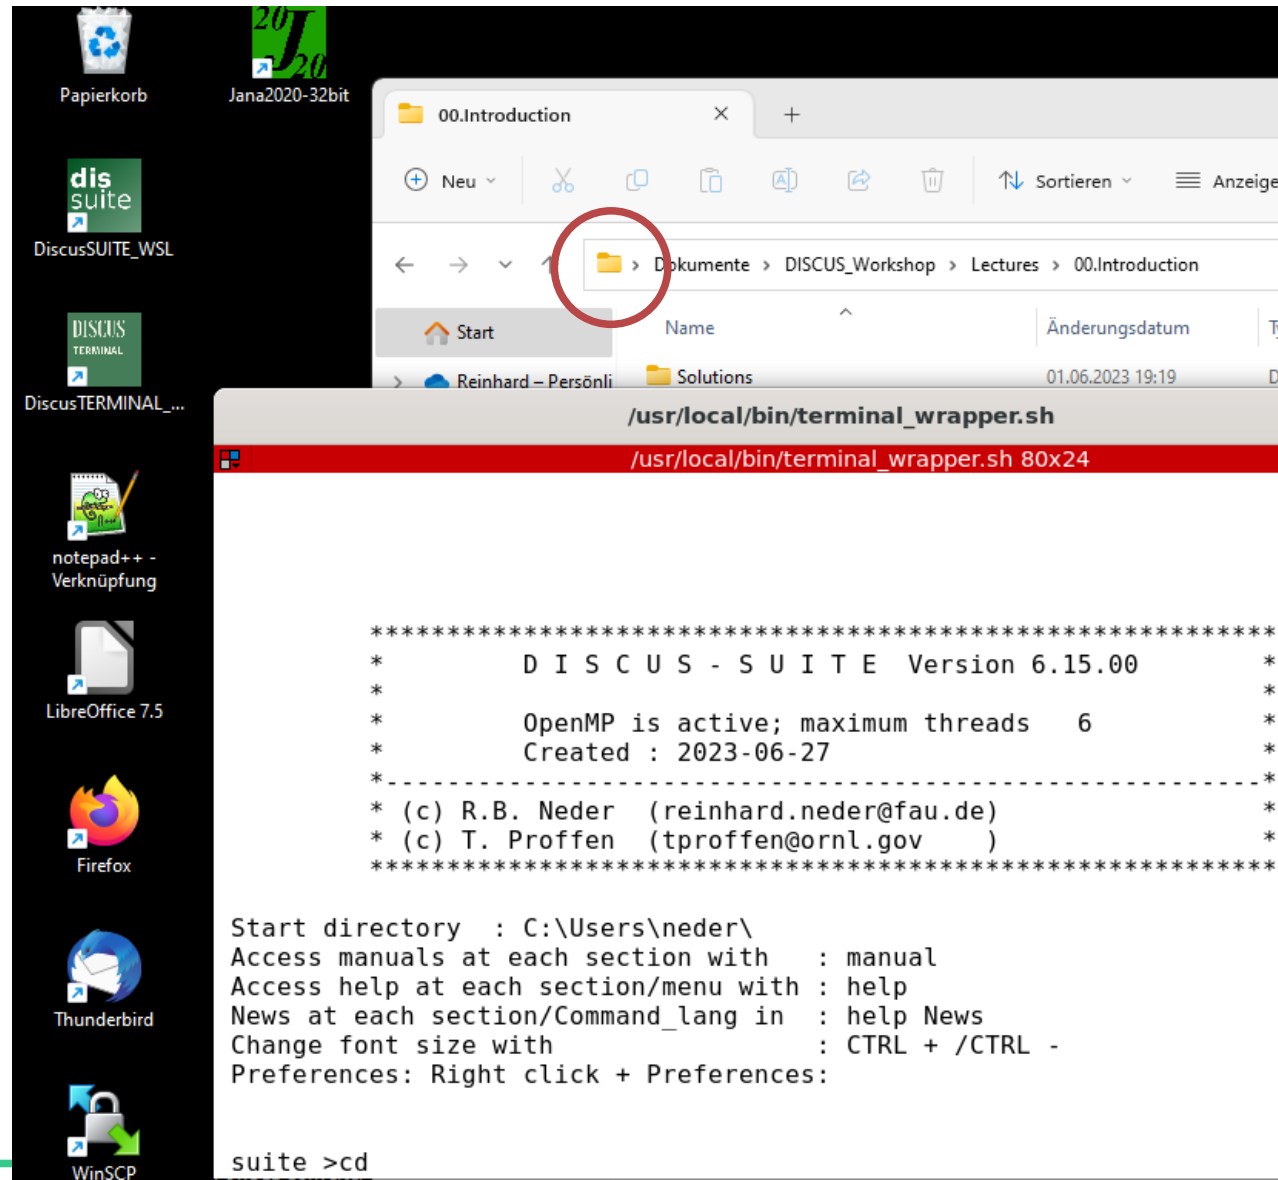 20
J
20
Papierkorb
Jana2020-32bit
00.Introduction
Neu
Sortieren
Anzeige
dis
suite
DiscusSUITE_WSL
Dokumente > DISCUS_Workshop > Lectures > 00.Introduction
Start
Name
Änderungsdatum
Reinhard – Persönli
Solutions
01.06.2023 19:19
D
DISCUS
TERMINAL
DiscusTERMINAL_...
notepad++ -
Verknüpfung
LibreOffice 7.5
Firefox
Thunderbird
WinSCP
/usr/local/bin/terminal_wrapper.sh
/usr/local/bin/terminal_wrapper.sh 80x24
***********************************************************
* D I S C U S - S U I T E Version 6.15.00 *
* *
* OpenMP is active; maximum threads 6 *
* Created : 2023-06-27 *
*---------------------------------------------------------*
* (c) R.B. Neder (reinhard.neder@fau.de) *
* (c) T. Proffen (tproffen@ornl.gov ) *
***********************************************************
Start directory : C:\Users\neder\
Access manuals at each section with : manual
Access help at each section/menu with : help
News at each section/Command_lang in : help News
Change font size with : CTRL + /CTRL -
Preferences: Right click + Preferences:
suite >cd